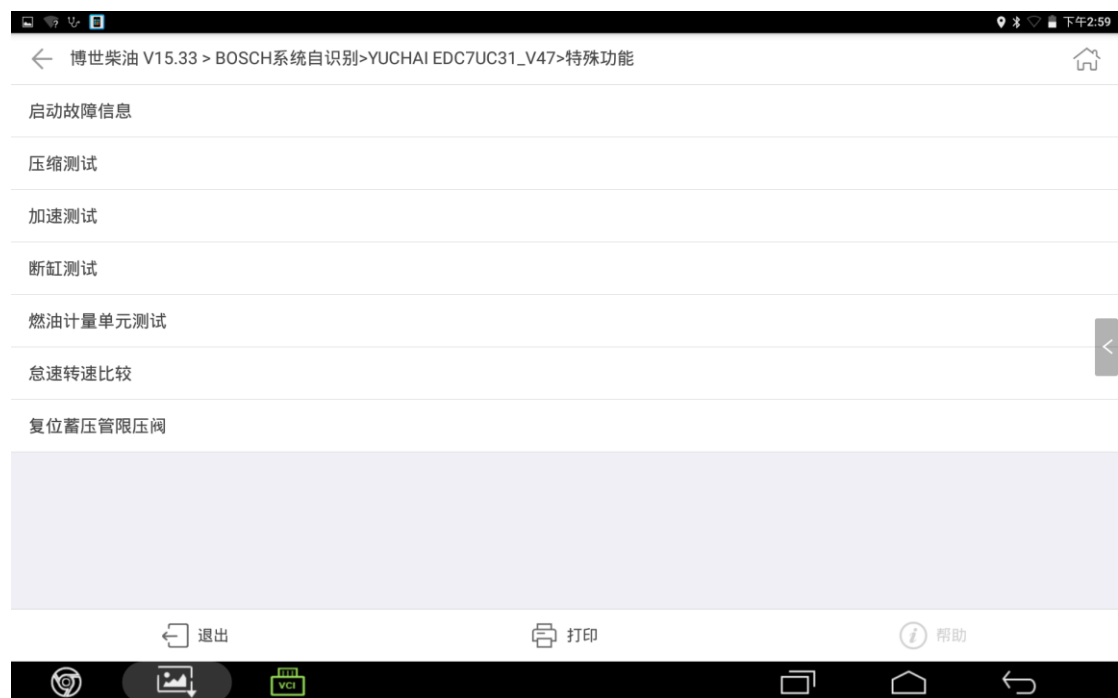 下午2:59
博世柴油 V15.33 > BOSCH系统自识别>YUCHAI EDC7UC31_V47>特殊功能
启动故障信息
压缩测试
加速测试
断缸测试
燃油计量单元测试
怠速转速比较
复位蓄压管限压阀
退出
打印
帮助
VCI